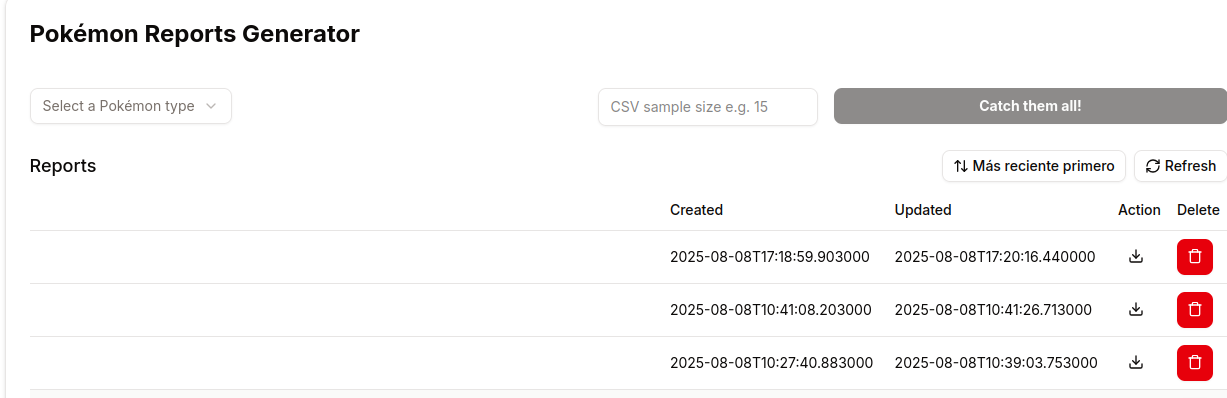 Pokémon Reports Generator
Select a Pokémon type
CSV sample size e.g. 15
Catch them all!
Reports
Más reciente primero
Refresh
Created Updated Action Delete
2025-08-08T17:18:59.903000 2025-08-08T17:20:16.440000
2025-08-08T10:41:08.203000 2025-08-08T10:41:26.713000
2025-08-08T10:27:40.883000 2025-08-08T10:39:03.753000